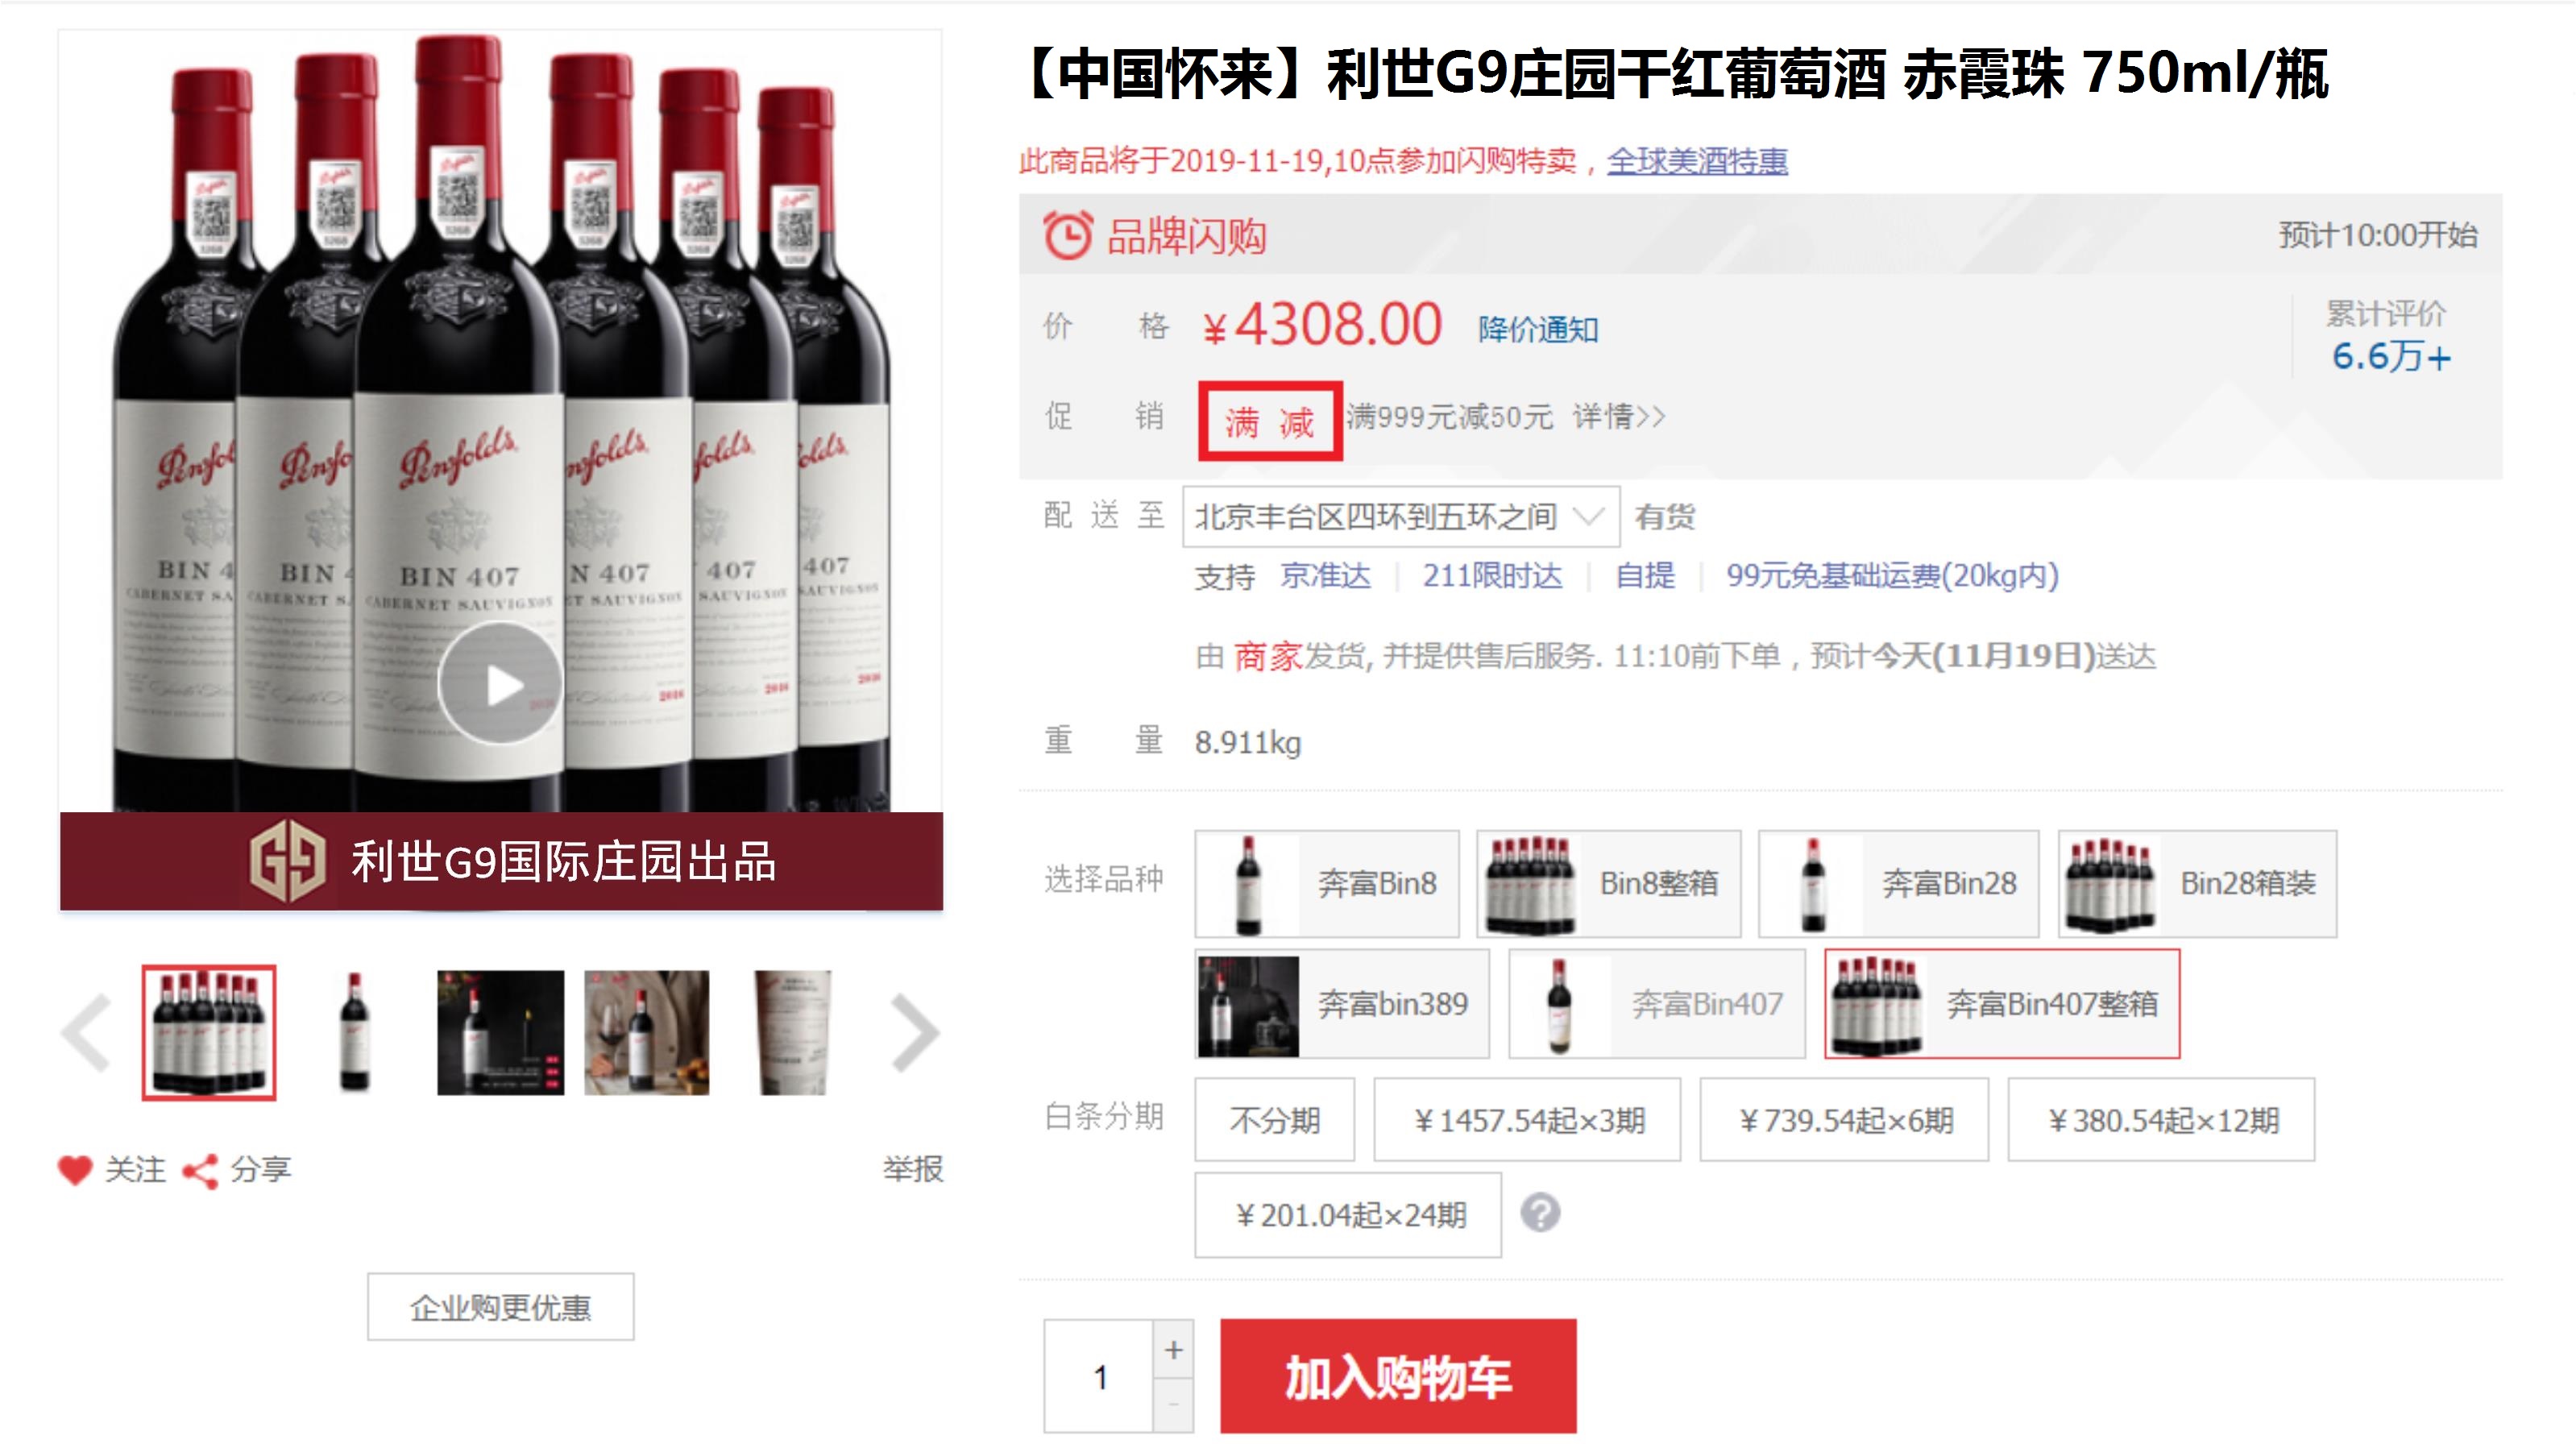 【中国怀来】利世G9庄园干红葡萄酒 赤霞珠 750ml/瓶
此商品将于2019-11-19,10点参加闪购特卖，全球美酒特惠
品牌闪购
预计10:00开始
价 格 ￥4308.00 降价通知
累计评价
6.6万+
促 销 满 减 满999元减50元 详情>>
配 送 至 北京丰台区四环到五环之间 有货
支持 京准达 211限时达 自提 99元免基础运费(20kg内)
由 商家发货, 并提供售后服务. 11:10前下单，预计今天(11月19日)送达
重 量 8.911kg
选择品种 奔富Bin8 Bin8整箱 奔富Bin28 Bin28箱装
奔富bin389 奔富Bin407 奔富Bin407整箱
白条分期 不分期 ￥1457.54起×3期 ￥739.54起×6期 ￥380.54起×12期
￥201.04起×24期 ?
1 + - 加入购物车
Penfolds
BIN 407
CABERNET SAUVIGNON
G9 利世G9国际庄园出品
关注 分享 举报
企业购更优惠